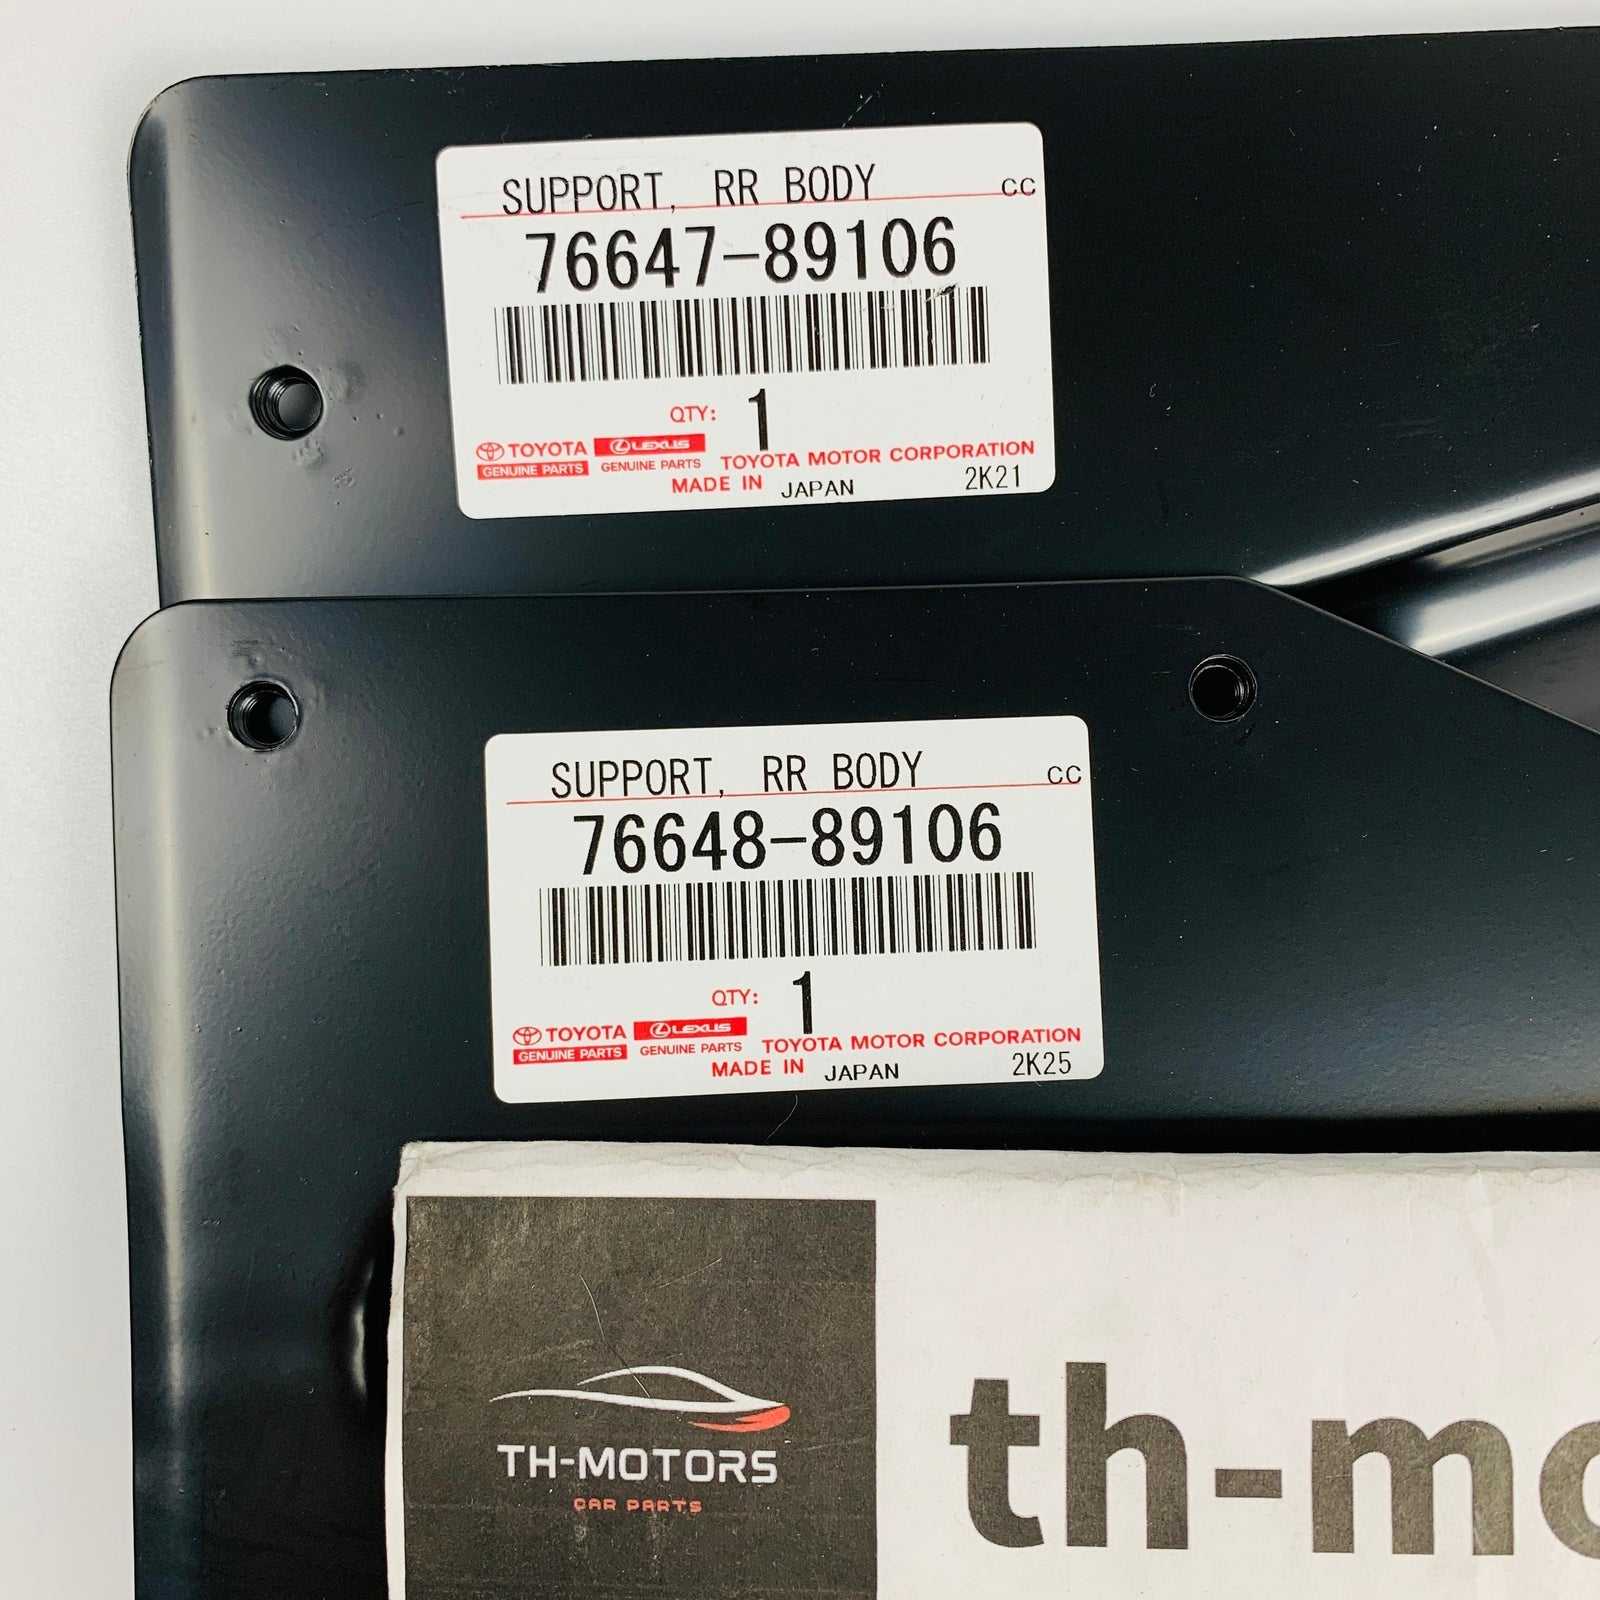 SUPPORT, RR BODY CC
76647-89106
QTY: 1
TOYOTA LEXUS
GENUINE PARTS GENUINE PARTS TOYOTA MOTOR CORPORATION
MADE IN JAPAN 2K21
SUPPORT, RR BODY CC
76648-89106
QTY: 1
TOYOTA LEXUS
GENUINE PARTS GENUINE PARTS TOYOTA MOTOR CORPORATION
MADE IN JAPAN 2K25
TH-MOTORS
CAR PARTS
th-mo